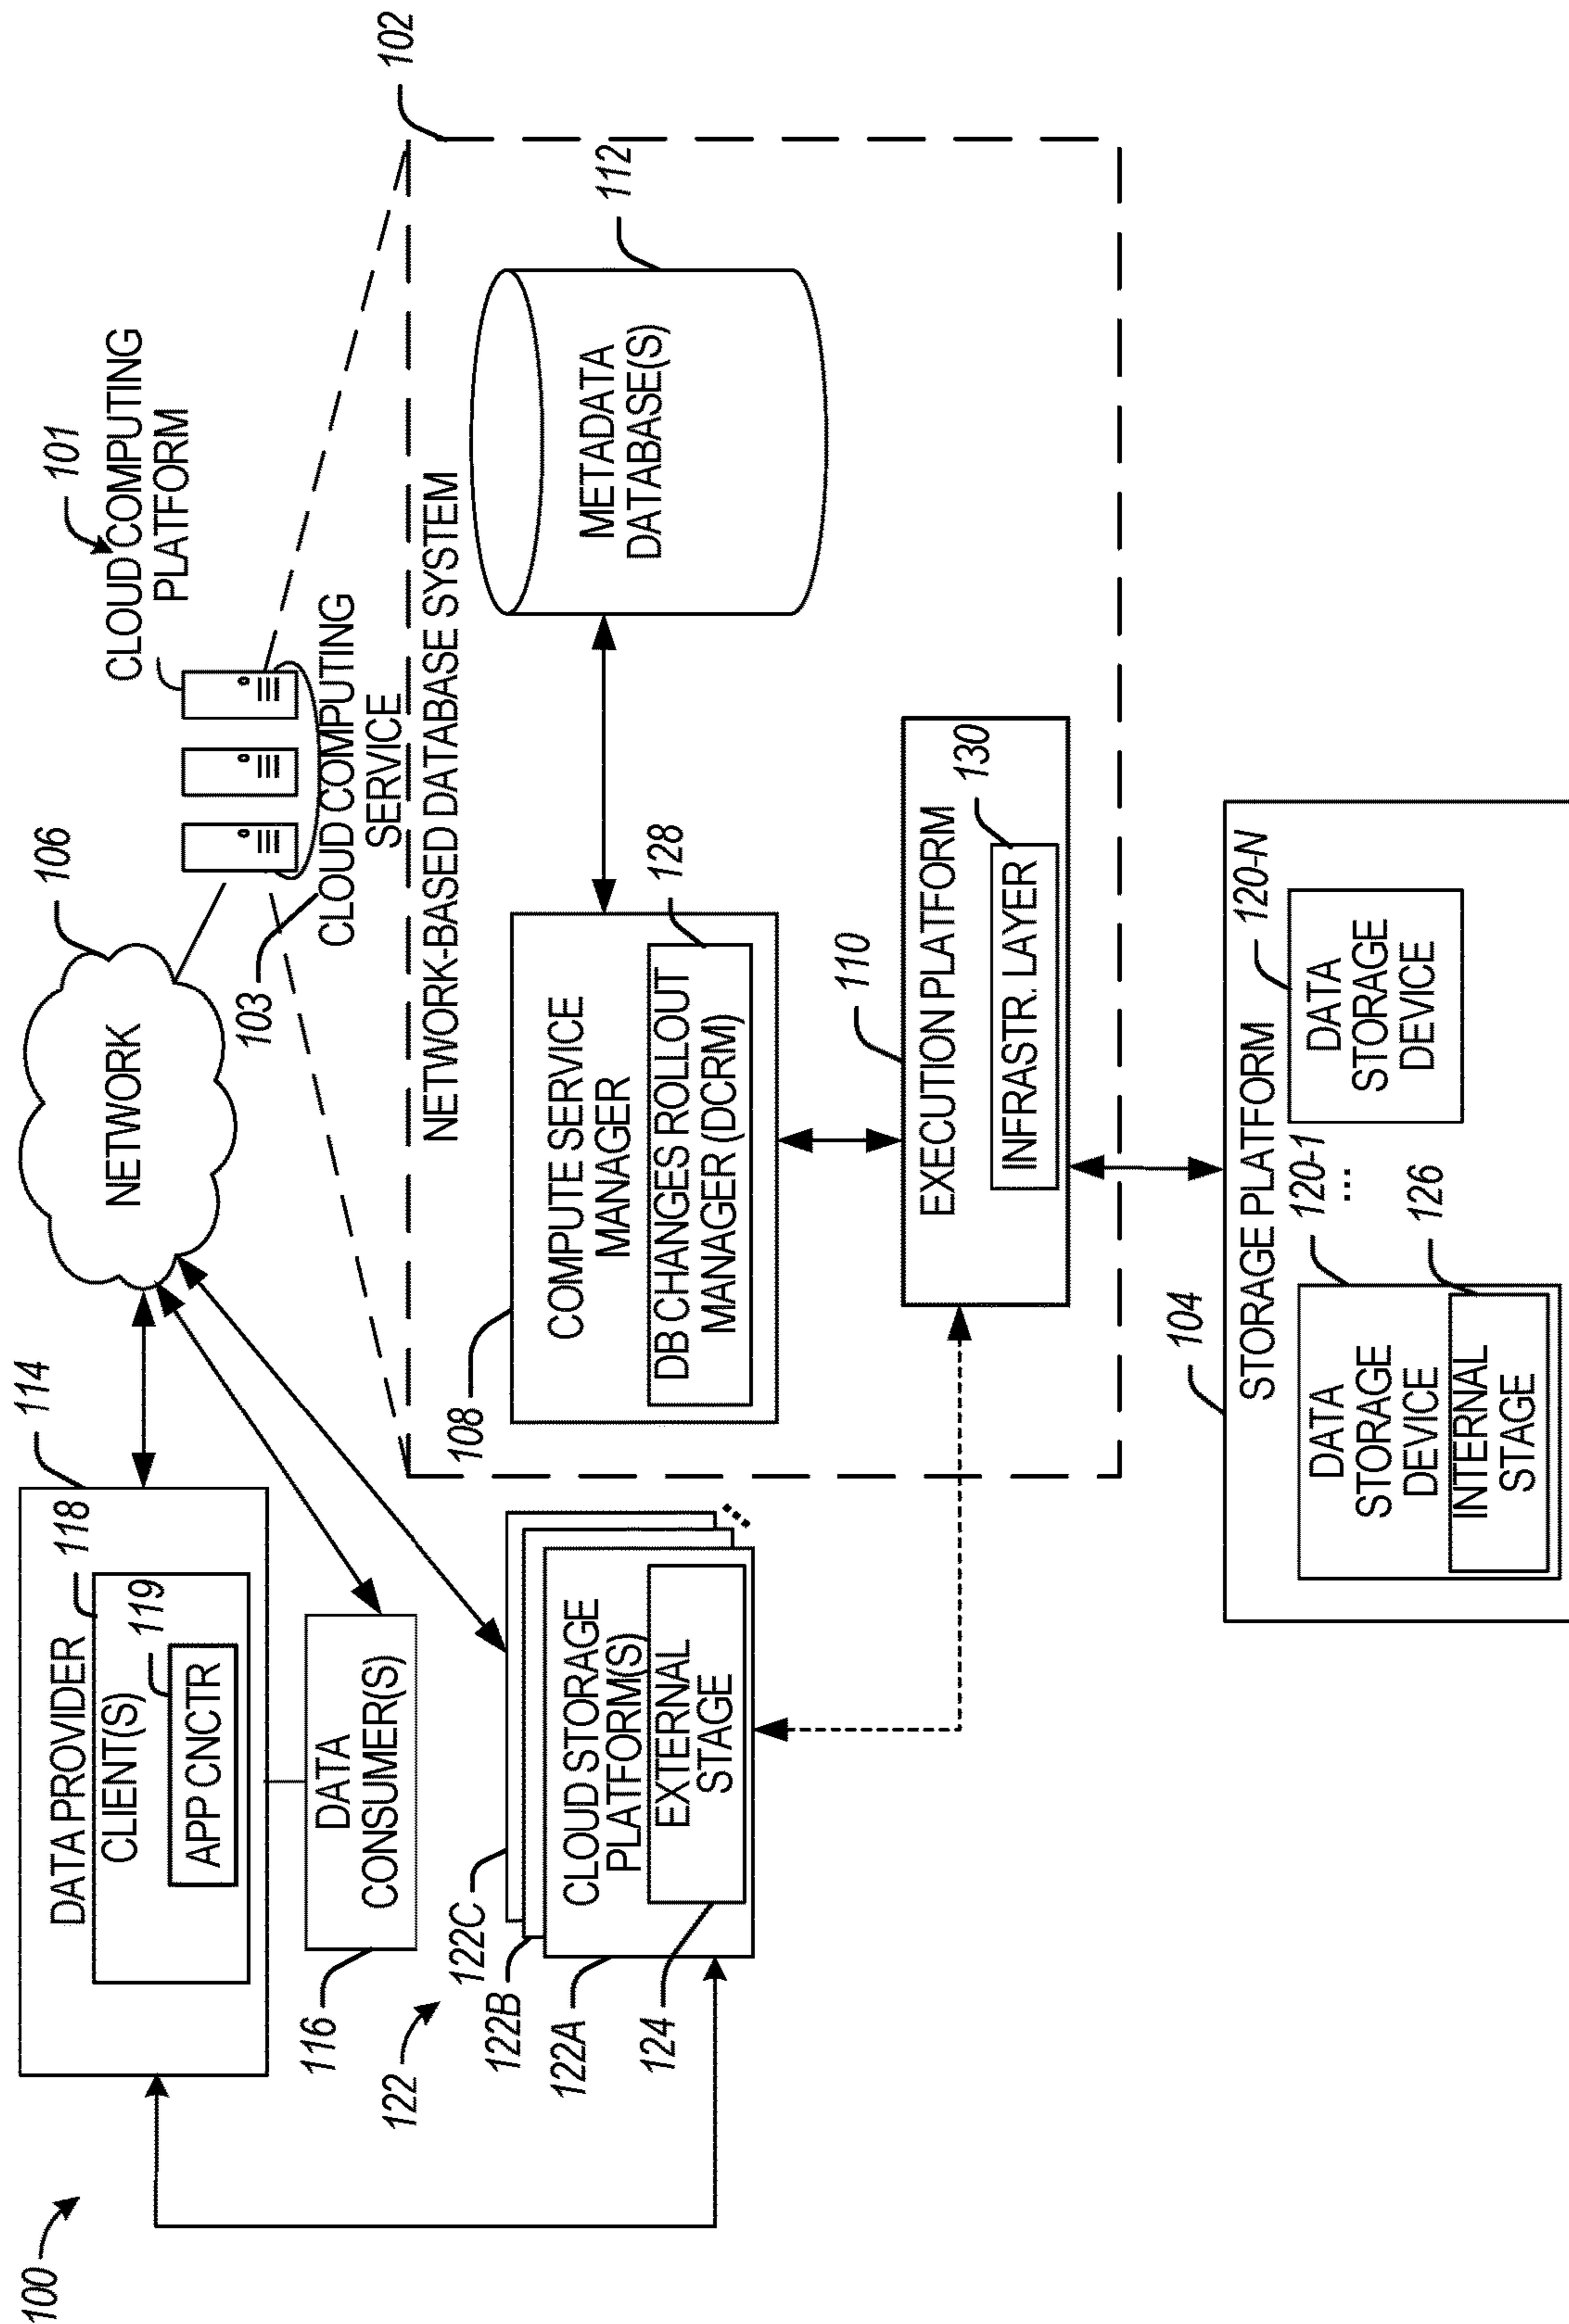 100
101
CLOUD COMPUTING
PLATFORM
106
NETWORK
114
DATA PROVIDER
118
CLIENT(S)
119
APP CNCTR
103
CLOUD COMPUTING
SERVICE
102
116
DATA
CONSUMER(S)
NETWORK-BASED DATABASE SYSTEM
122
122C
122B
122A
CLOUD STORAGE
PLATFORM(S)
EXTERNAL
STAGE
124
108
COMPUTE SERVICE
MANAGER
128
DB CHANGES ROLLOUT
MANAGER (DCRM)
112
METADATA
DATABASE(S)
110
EXECUTION PLATFORM
130
INFRASTR. LAYER
104
STORAGE PLATFORM
120-1
120-N
DATA
STORAGE
DEVICE
126
INTERNAL
STAGE
...
DATA
STORAGE
DEVICE